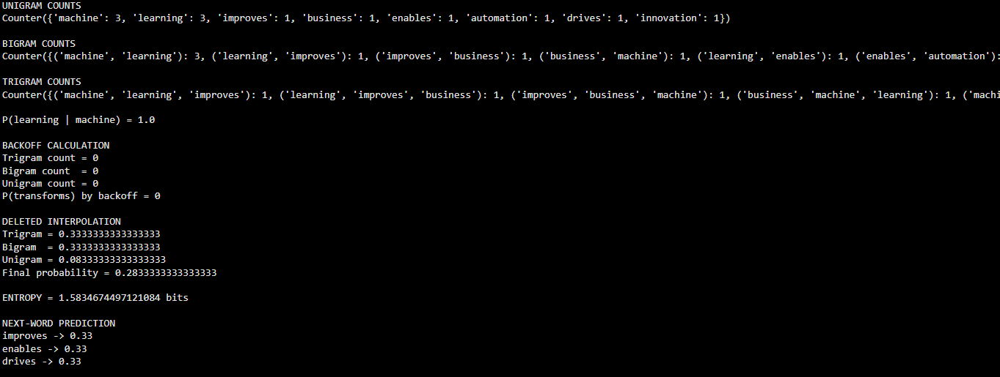 UNIGRAM COUNTS
Counter({'machine': 3, 'learning': 3, 'improves': 1, 'business': 1, 'enables': 1, 'automation': 1, 'drives': 1, 'innovation': 1})
BIGRAM COUNTS
Counter({('machine', 'learning'): 3, ('learning', 'improves'): 1, ('improves', 'business'): 1, ('business', 'machine'): 1, ('learning', 'enables'): 1, ('enables', 'automation'):
TRIGRAM COUNTS
Counter({('machine', 'learning', 'improves'): 1, ('learning', 'improves', 'business'): 1, ('improves', 'business', 'machine'): 1, ('business', 'machine', 'learning'): 1, ('machi
P(learning | machine) = 1.0
BACKOFF CALCULATION
Trigram count = 0
Bigram count  = 0
Unigram count = 0
P(transforms) by backoff = 0
DELETED INTERPOLATION
Trigram = 0.3333333333333333
Bigram  = 0.3333333333333333
Unigram = 0.08333333333333333
Final probability = 0.2833333333333333
ENTROPY = 1.5834674497121084 bits
NEXT-WORD PREDICTION
improves -> 0.33
enables -> 0.33
drives -> 0.33